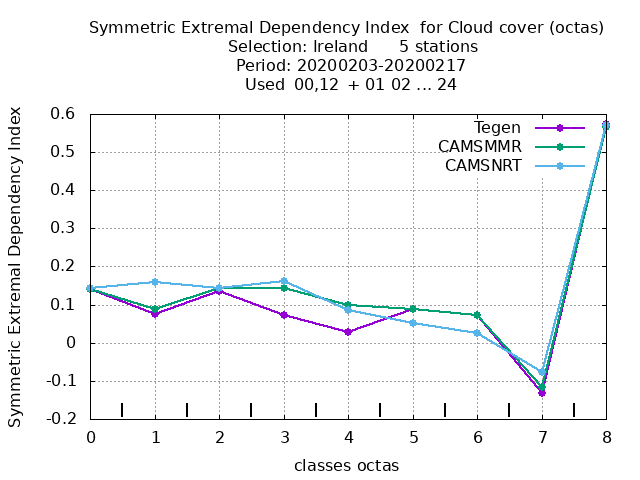 Symmetric Extremal Dependency Index for Cloud cover (octas)
Selection: Ireland 5 stations
Period: 20200203-20200217
Used 00,12 + 01 02 ... 24
Symmetric Extremal Dependency Index
0.6
0.5
0.4
0.3
0.2
0.1
0
-0.1
-0.2
Tegen
CAMSMMR
CAMSNRT
0 1 2 3 4 5 6 7 8
classes octas